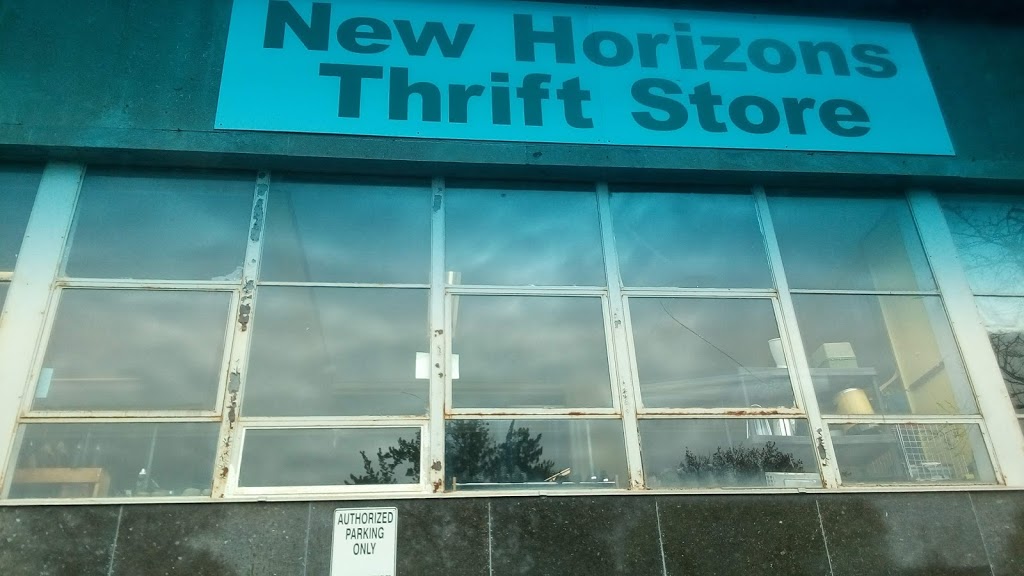 New Horizons
Thrift Store
AUTHORIZED
PARKING
ONLY